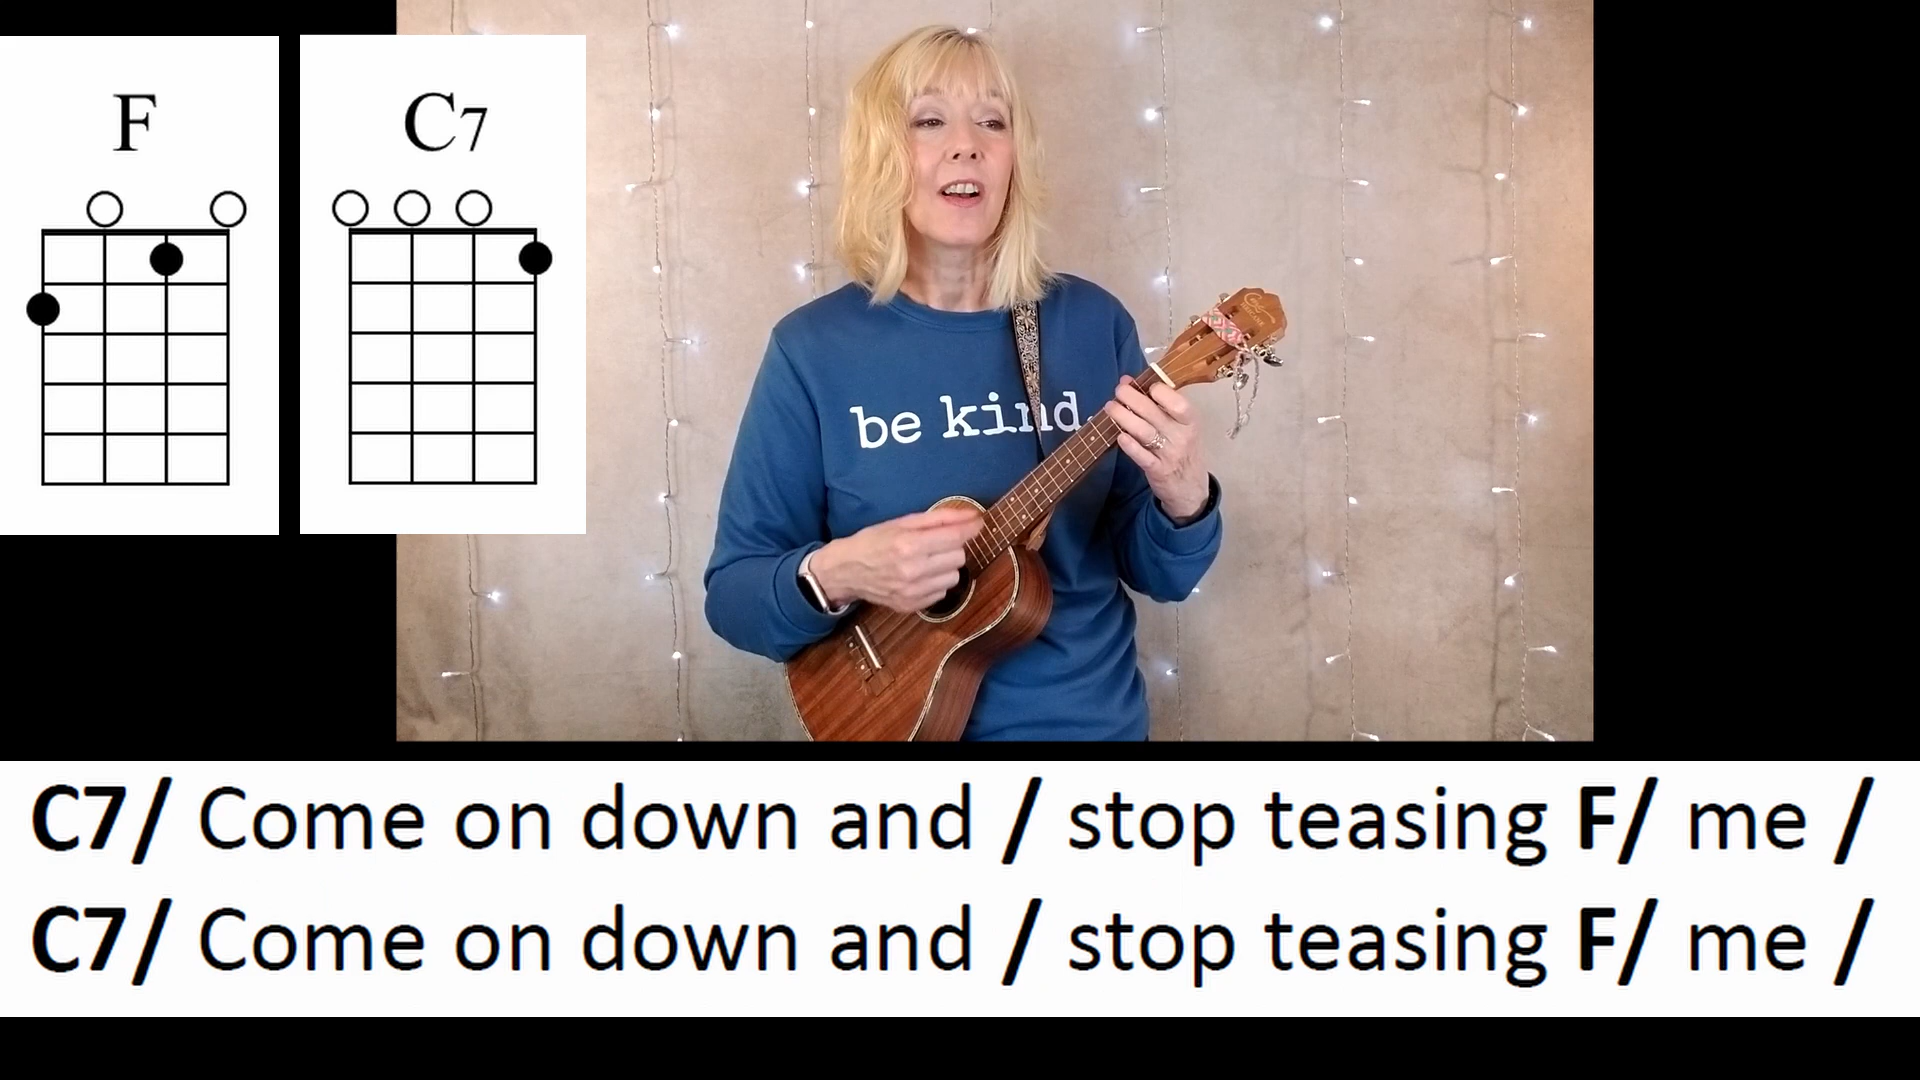 F
C7
be kind.
C7/ Come on down and / stop teasing F/ me /
C7/ Come on down and / stop teasing F/ me /